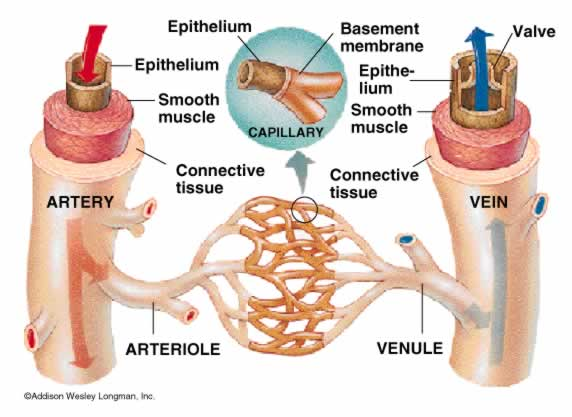 Epithelium
Epithelium
Smooth
muscle
Connective
tissue
ARTERY
ARTERIOLE
Basement
membrane
CAPILLARY
Valve
Epithe-
lium
Smooth
muscle
Connective
tissue
VEIN
VENULE
©Addison Wesley Longman, Inc.